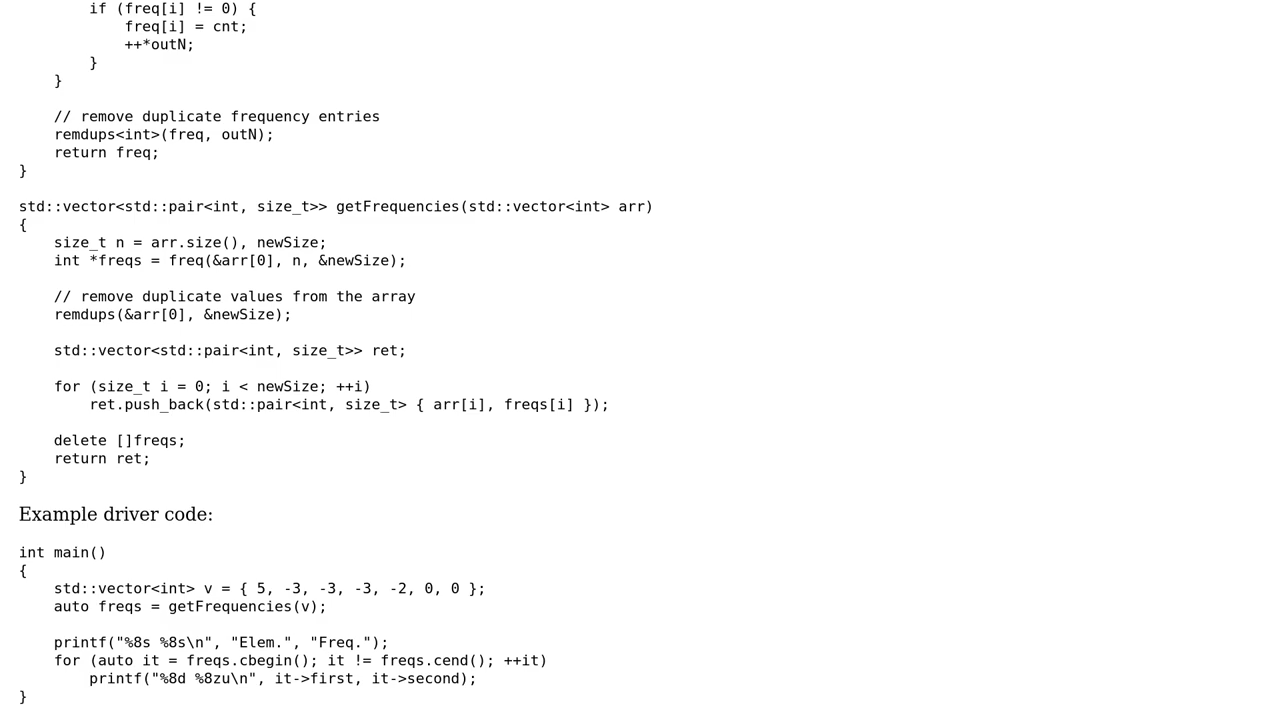 if (freq[i] != 0) {
            freq[i] = cnt;
            ++*outN;
        }
    }

    // remove duplicate frequency entries
    remdups<int>(freq, outN);
    return freq;
}

std::vector<std::pair<int, size_t>> getFrequencies(std::vector<int> arr)
{
    size_t n = arr.size(), newSize;
    int *freqs = freq(&arr[0], n, &newSize);

    // remove duplicate values from the array
    remdups(&arr[0], &newSize);

    std::vector<std::pair<int, size_t>> ret;

    for (size_t i = 0; i < newSize; ++i)
        ret.push_back(std::pair<int, size_t> { arr[i], freqs[i] });

    delete []freqs;
    return ret;
}

Example driver code:

int main()
{
    std::vector<int> v = { 5, -3, -3, -3, -2, 0, 0 };
    auto freqs = getFrequencies(v);

    printf("%8s %8s\n", "Elem.", "Freq.");
    for (auto it = freqs.cbegin(); it != freqs.cend(); ++it)
        printf("%8d %8zu\n", it->first, it->second);
}